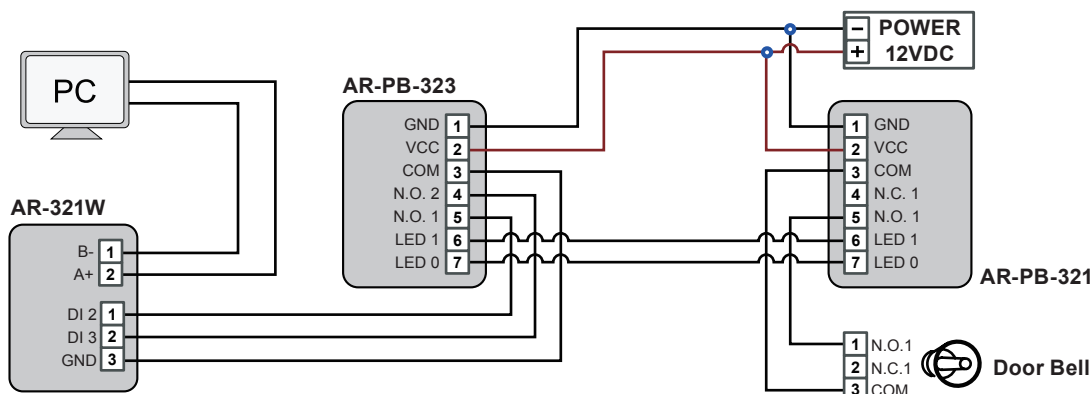 POWER
12VDC
−
+
PC
AR-PB-323
GND 1
VCC 2
COM 3
N.O. 2 4
N.O. 1 5
LED 1 6
LED 0 7
1 GND
2 VCC
3 COM
4 N.C. 1
5 N.O. 1
6 LED 1
7 LED 0
AR-PB-321
AR-321W
B- 1
A+ 2
DI 2 1
DI 3 2
GND 3
1 N.O.1
2 N.C.1
3 COM
Door Bell